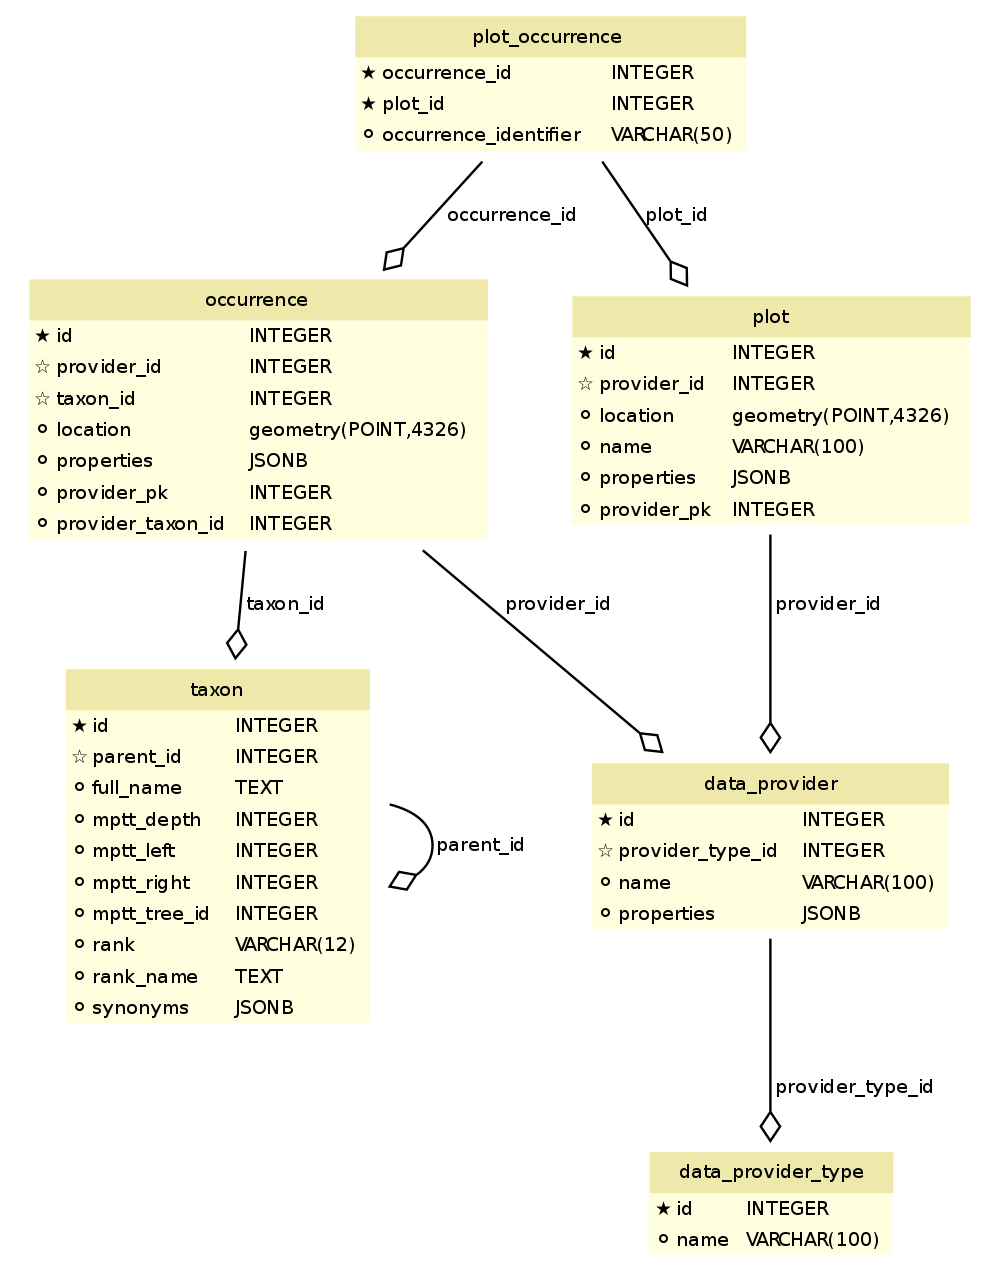 plot_occurrence
★ occurrence_id INTEGER
★ plot_id INTEGER
⚬ occurrence_identifier VARCHAR(50)
occurrence_id
plot_id
occurrence
★ id INTEGER
☆ provider_id INTEGER
☆ taxon_id INTEGER
⚬ location geometry(POINT,4326)
⚬ properties JSONB
⚬ provider_pk INTEGER
⚬ provider_taxon_id INTEGER
plot
★ id INTEGER
☆ provider_id INTEGER
⚬ location geometry(POINT,4326)
⚬ name VARCHAR(100)
⚬ properties JSONB
⚬ provider_pk INTEGER
taxon_id
provider_id
provider_id
taxon
★ id INTEGER
☆ parent_id INTEGER
⚬ full_name TEXT
⚬ mptt_depth INTEGER
⚬ mptt_left INTEGER
⚬ mptt_right INTEGER
⚬ mptt_tree_id INTEGER
⚬ rank VARCHAR(12)
⚬ rank_name TEXT
⚬ synonyms JSONB
parent_id
data_provider
★ id INTEGER
☆ provider_type_id INTEGER
⚬ name VARCHAR(100)
⚬ properties JSONB
provider_type_id
data_provider_type
★ id INTEGER
⚬ name VARCHAR(100)